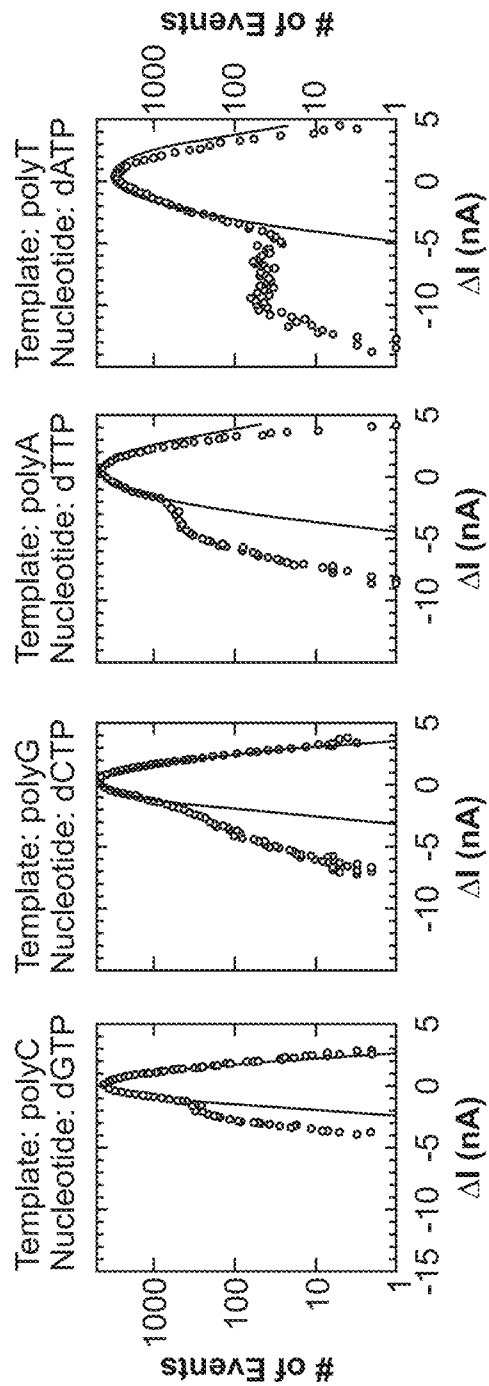 Template: polyC
Nucleotide: dGTP
Template: polyG
Nucleotide: dCTP
Template: polyA
Nucleotide: dTTP
Template: polyT
Nucleotide: dATP
# of Events
1000
100
10
1
-15 -10 -5 0 5
ΔI (nA)
-10 -5 0 5
ΔI (nA)
-10 -5 0 5
ΔI (nA)
-10 -5 0 5
ΔI (nA)
1000
100
10
1
# of Events